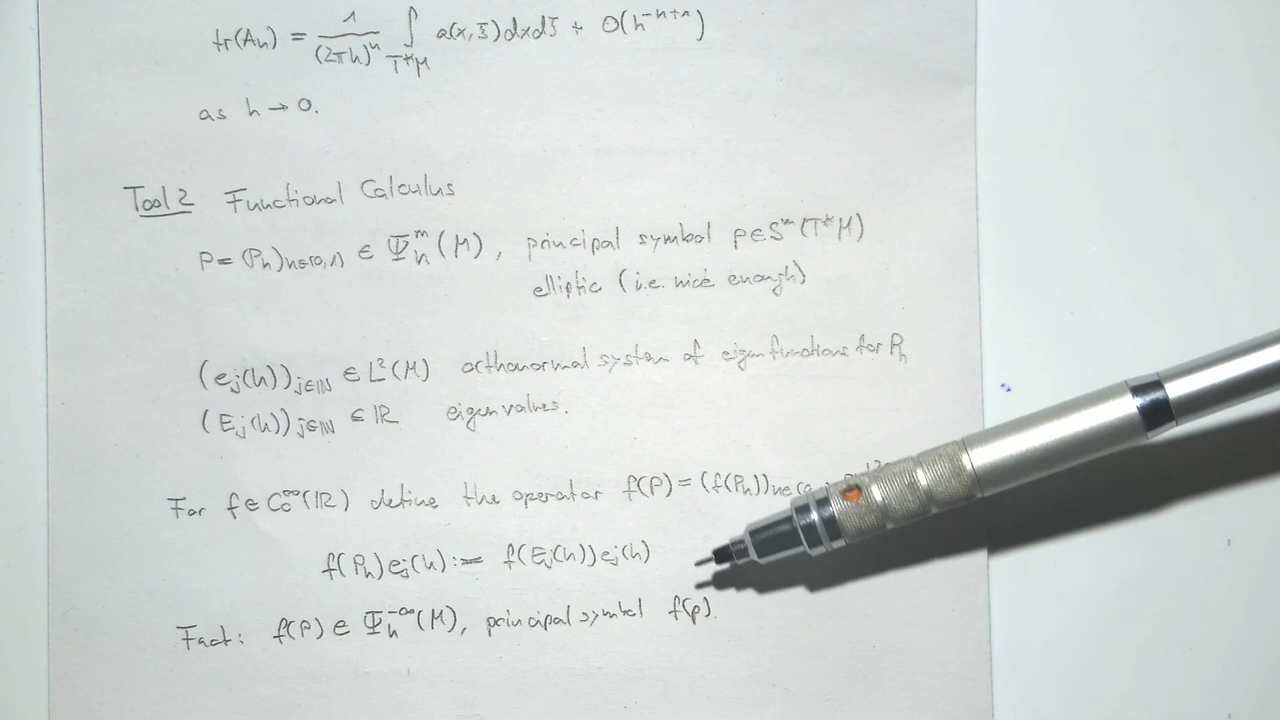 tr(A_h) = 1/(2πh)^n ∫_{T*M} a(x,ξ)dxdξ + O(h^{-n+1})
as h → 0.
Tool 2 Functional Calculus
P = (P_h)_{h∈(0,1)} ∈ Ψ_h^m(M), principal symbol p∈S^m(T*M)
elliptic (i.e. nice enough)
(e_j(h))_{j∈ℕ} ∈ L²(M) orthonormal system of eigenfunctions for P_h
(E_j(h))_{j∈ℕ} ∈ ℝ eigenvalues.
For f ∈ C_0^∞(ℝ) define the operator f(P) = (f(P_h))_{h∈(0
f(P_h)e_j(h) := f(E_j(h))e_j(h)
Fact: f(P) ∈ Ψ_h^{-∞}(M), principal symbol f(p).